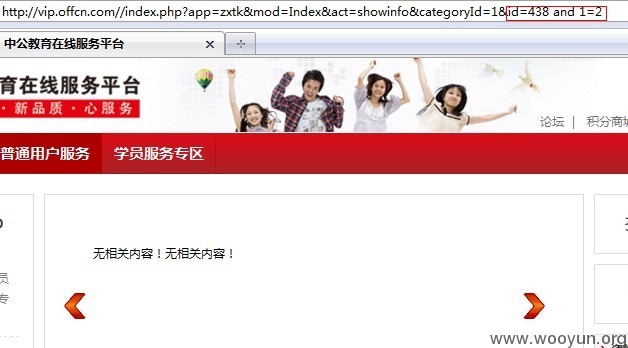 http://vip.offcn.com//index.php?app=zxtk&mod=Index&act=showinfo&categoryId=1&id=438 and 1=2
中公教育在线服务平台
育在线服务平台
· 新品质 · 心服务
论坛 | 积分商城
普通用户服务 学员服务专区
无相关内容！无相关内容！
员
专
www.wooyun.org